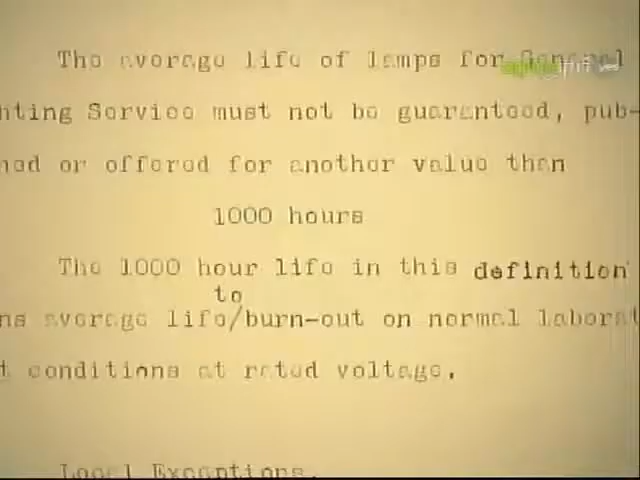 The average life of lamps for General
hting Service must not be guaranteed, pub-
hed or offered for another value than
1000 hours
The 1000 hour life in this definition
to
ns average life/burn-out on normal laborat
t conditions at rated voltage.
Local Exceptions.